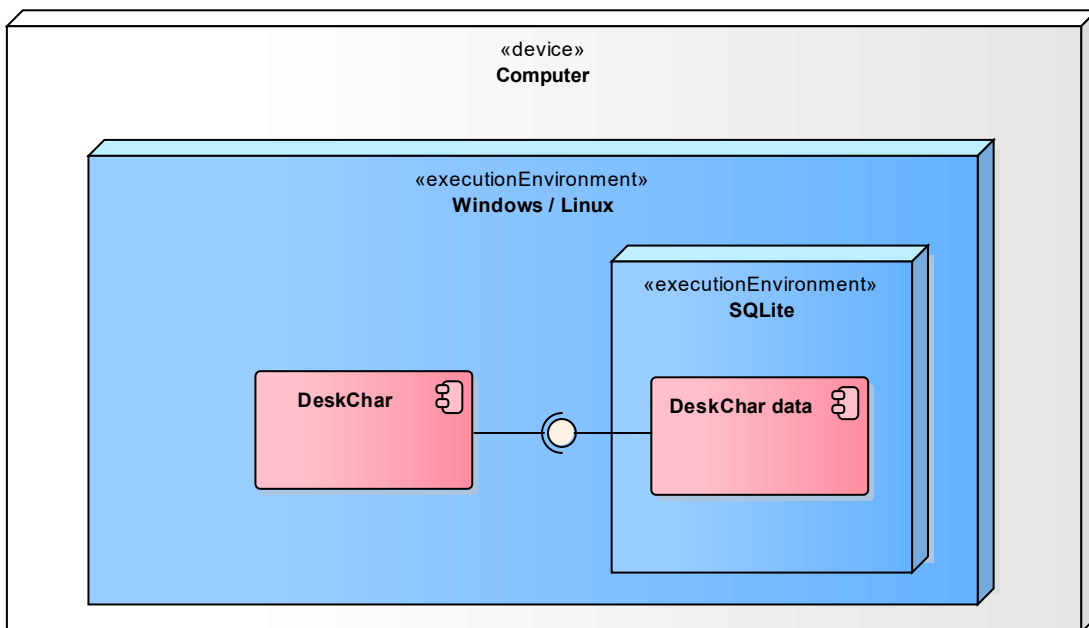 «device»
Computer
«executionEnvironment»
Windows / Linux
«executionEnvironment»
SQLite
DeskChar
DeskChar data